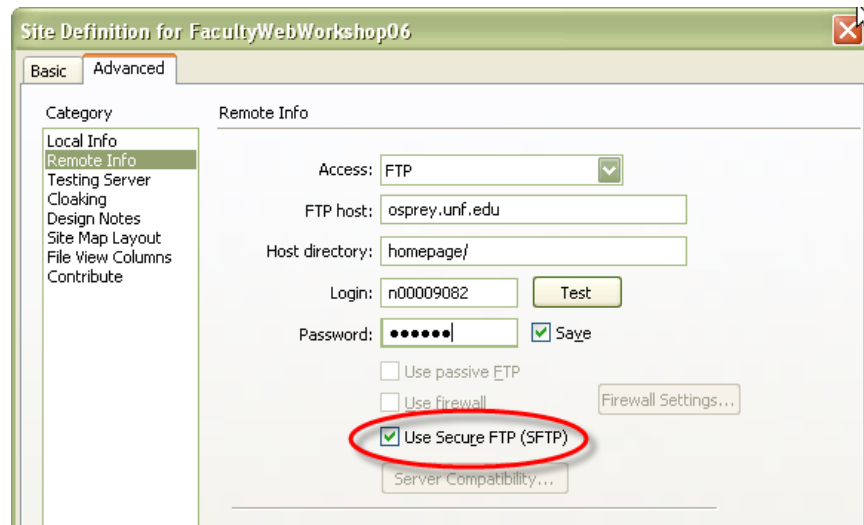 Site Definition for FacultyWebWorkshop06
Basic
Advanced
Category
Remote Info
Local Info
Remote Info
Testing Server
Cloaking
Design Notes
Site Map Layout
File View Columns
Contribute
Access: FTP
FTP host: osprey.unf.edu
Host directory: homepage/
Login: n00009082 Test
Password: ●●●●●● Save
Use passive FTP
Use firewall Firewall Settings...
Use Secure FTP (SFTP)
Server Compatibility...